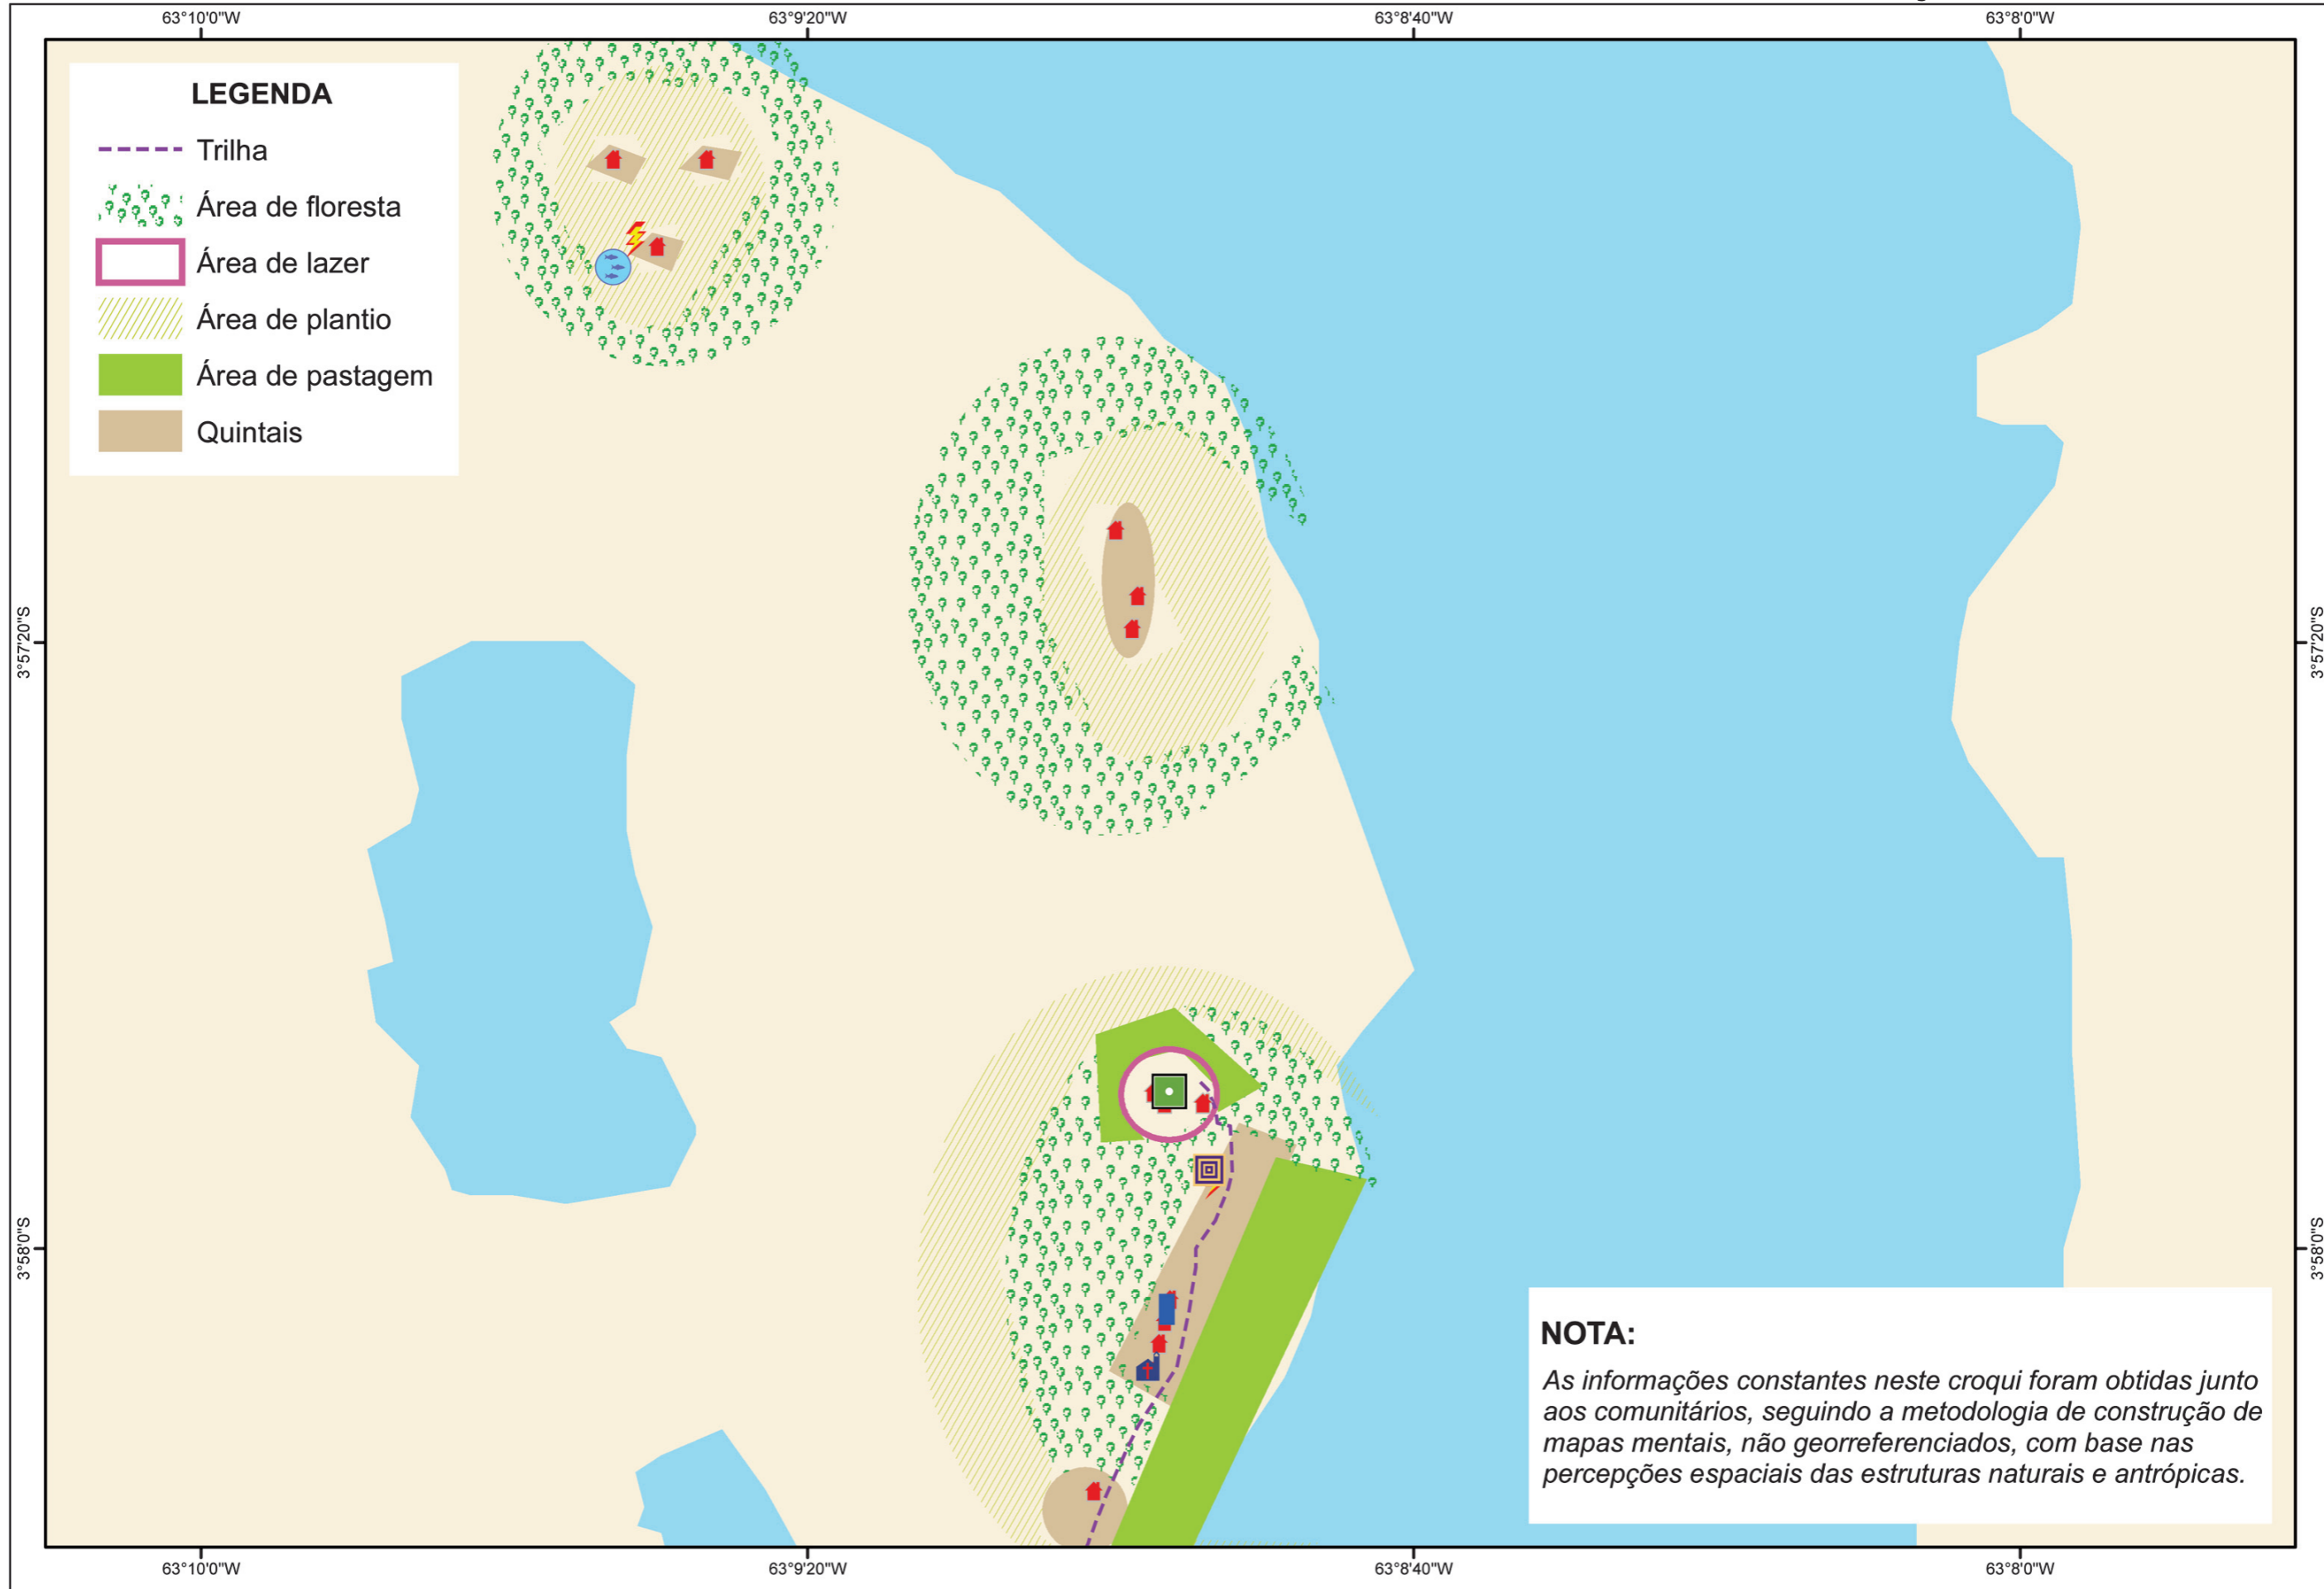 63°10'0"W 63°9'20"W 63°8'40"W 63°8'0"W
LEGENDA
Trilha
Área de floresta
Área de lazer
Área de plantio
Área de pastagem
Quintais
3°57'20"S 3°57'20"S
3°58'0"S 3°58'0"S
NOTA:
As informações constantes neste croqui foram obtidas junto
aos comunitários, seguindo a metodologia de construção de
mapas mentais, não georreferenciados, com base nas
percepções espaciais das estruturas naturais e antrópicas.
63°10'0"W 63°9'20"W 63°8'40"W 63°8'0"W